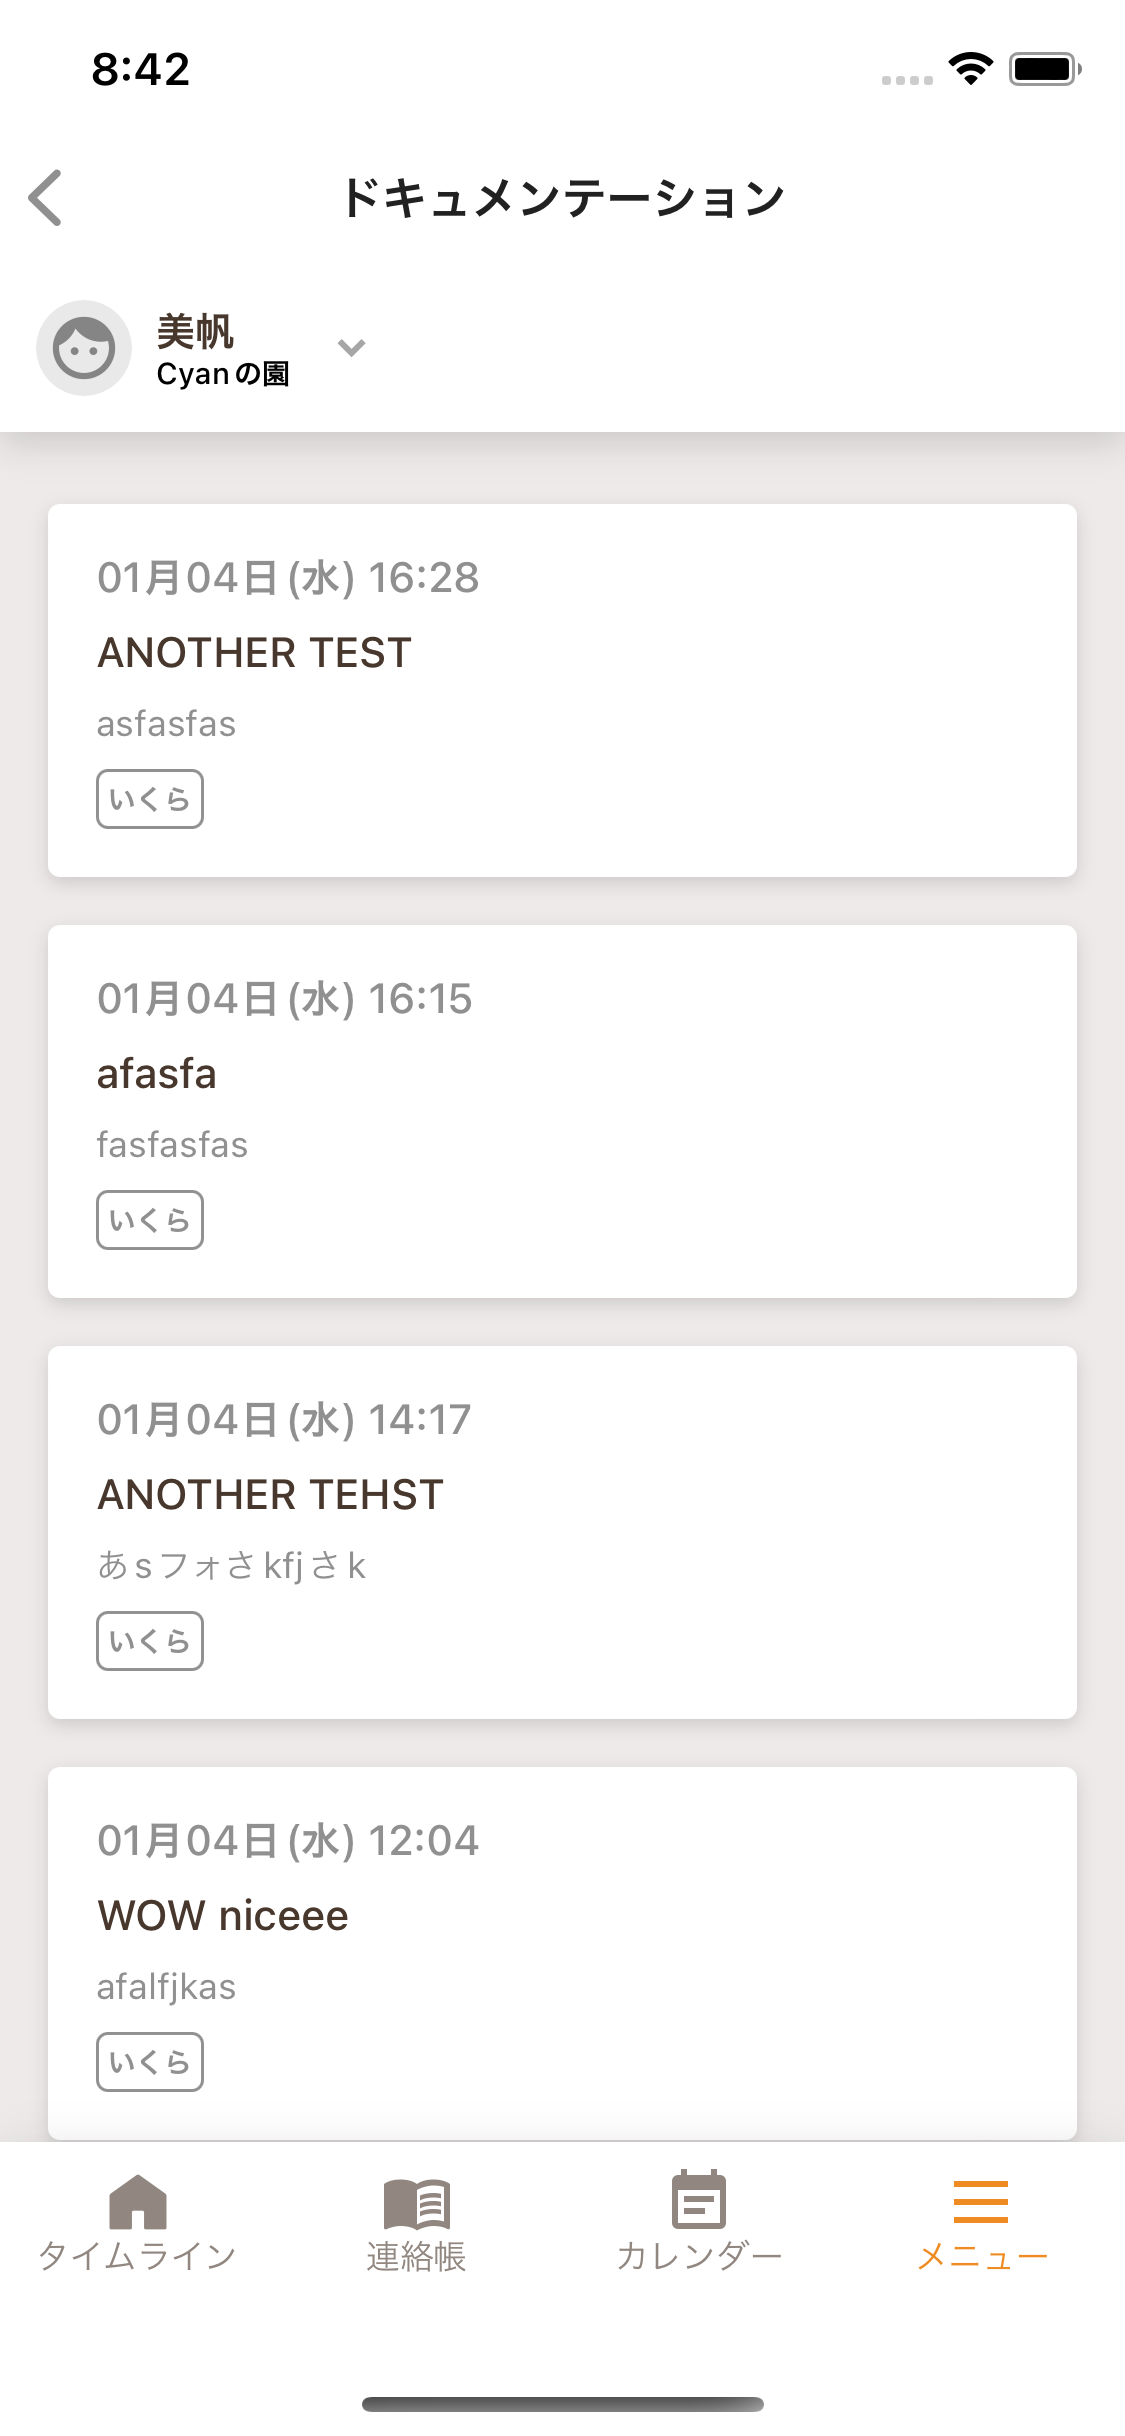 8:42
ドキュメンテーション
美帆
Cyanの園
01月04日(水) 16:28
ANOTHER TEST
asfasfas
いくら
01月04日(水) 16:15
afasfa
fasfasfas
いくら
01月04日(水) 14:17
ANOTHER TEHST
あsフォさkfjさk
いくら
01月04日(水) 12:04
WOW niceee
afalfjkas
いくら
タイムライン
連絡帳
カレンダー
メニュー